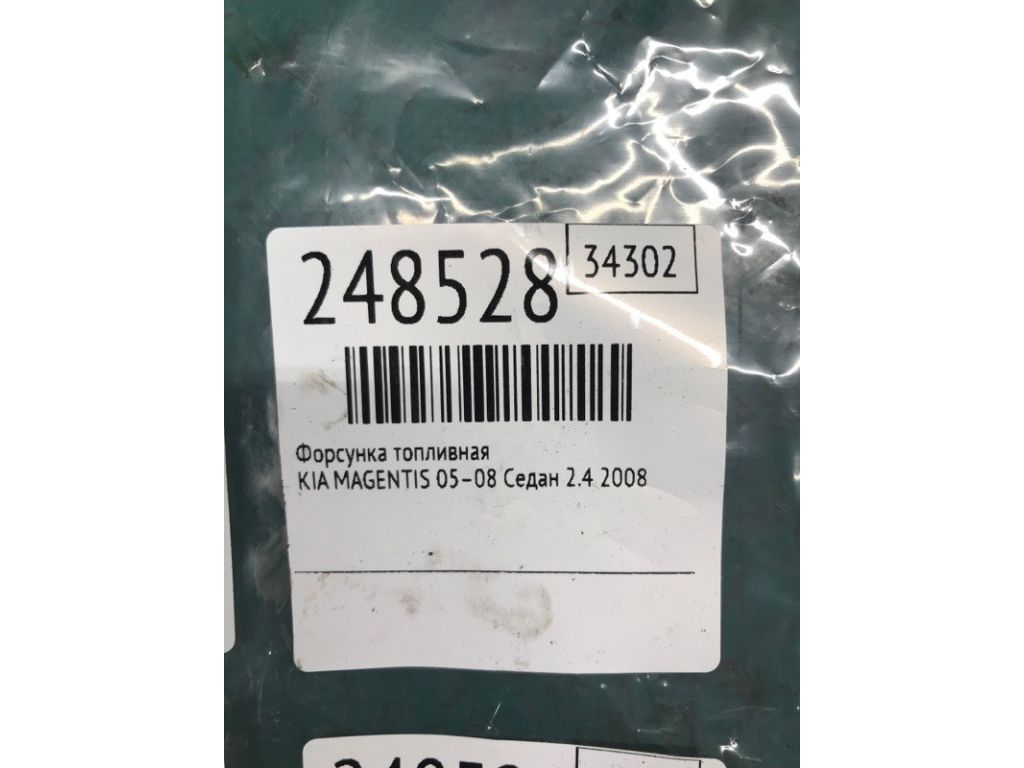 248528
34302
Форсунка топливная
KIA MAGENTIS 05-08 Седан 2.4 2008